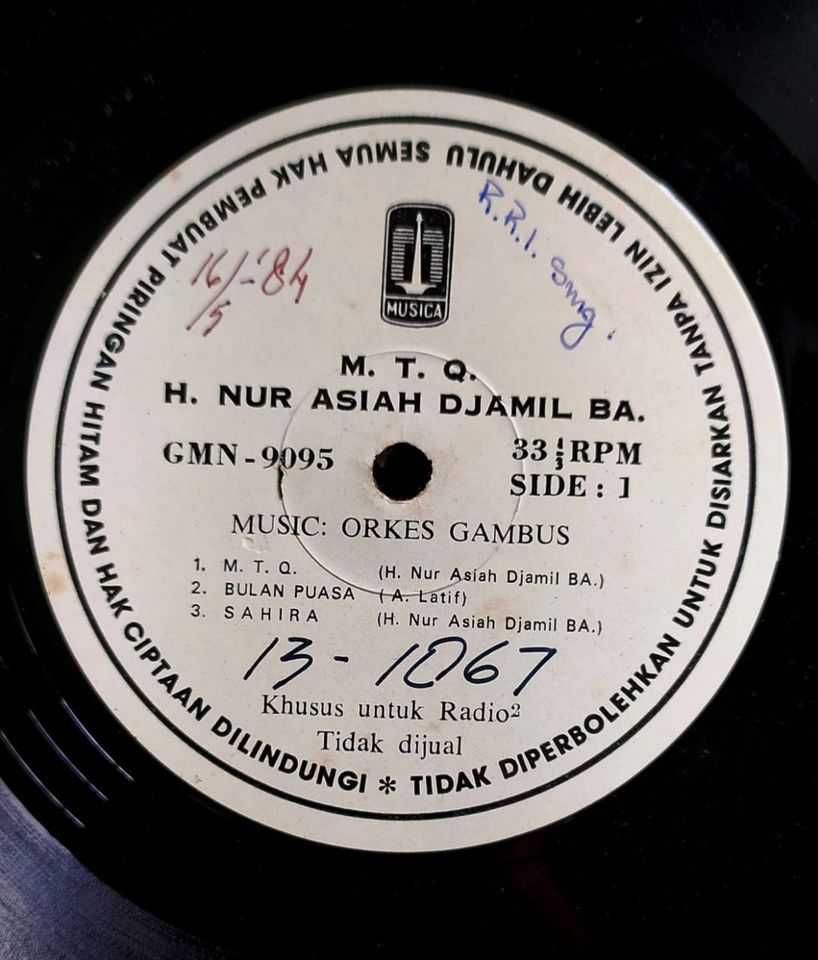 SEMUA HAK PEMBUAT PIRINGAN HITAM DAN HAK CIPTAAN DILINDUNGI * TIDAK DIPERBOLEHKAN UNTUK DISIARKAN TANPA IZIN LEBIH DAHULU
R.R.I. Smg.
16/5-'84
MUSICA
M. T. Q.
H. NUR ASIAH DJAMIL BA.
GMN-9095 33⅓ RPM
SIDE : 1
MUSIC: ORKES GAMBUS
1. M. T. Q. (H. Nur Asiah Djamil BA.)
2. BULAN PUASA (A. Latif)
3. SAHIRA (H. Nur Asiah Djamil BA.)
13-1067
Khusus untuk Radio²
Tidak dijual